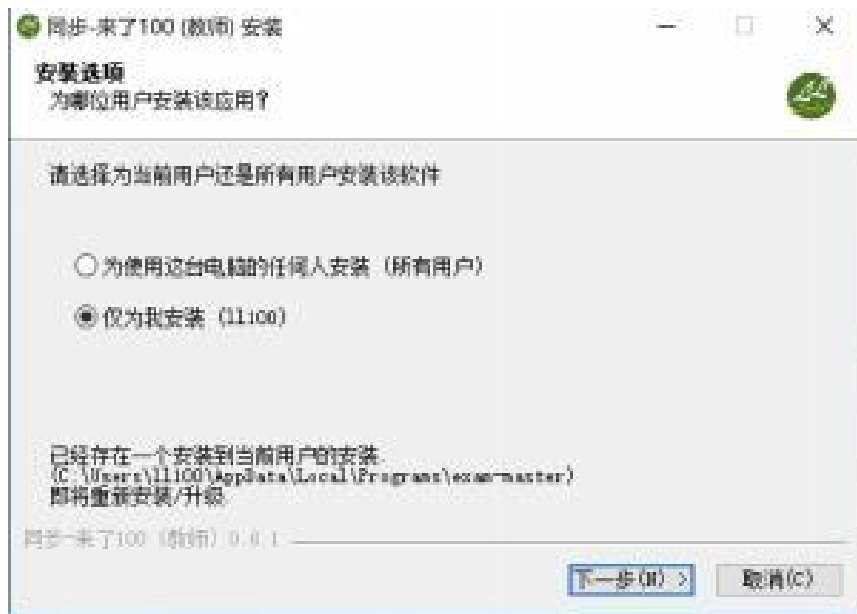 同步-来了100 (教师) 安装
安装选项
为哪位用户安装该应用？
请选择为当前用户还是所有用户安装该软件
为使用这台电脑的任何人安装 (所有用户)
仅为我安装 (ll100)
已经存在一个安装到当前用户的安装.
(C:\Users\ll100\AppData\Local\Programs\exam-master)
即将重新安装/升级
同步-来了100 (教师) 0.8.1
下一步(N) >
取消(C)